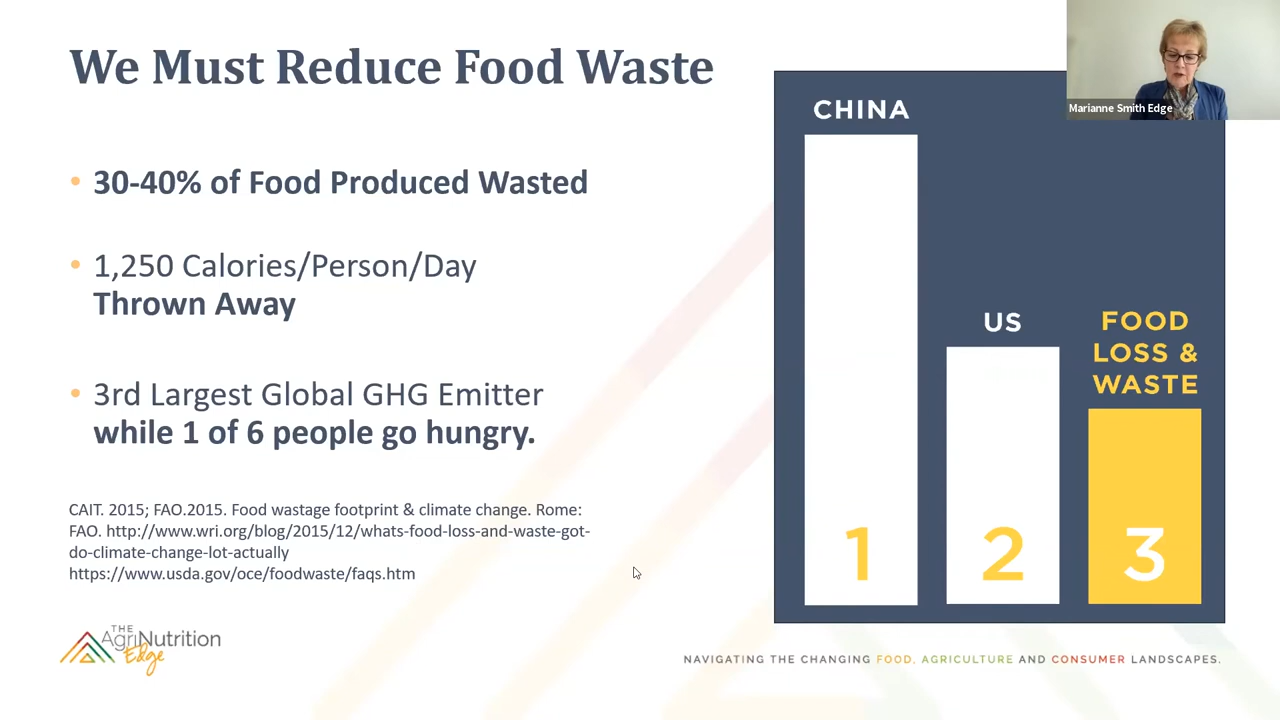 We Must Reduce Food Waste
• 30-40% of Food Produced Wasted
• 1,250 Calories/Person/Day
Thrown Away
• 3rd Largest Global GHG Emitter
while 1 of 6 people go hungry.
CAIT. 2015; FAO.2015. Food wastage footprint & climate change. Rome:
FAO. http://www.wri.org/blog/2015/12/whats-food-loss-and-waste-got-
do-climate-change-lot-actually
https://www.usda.gov/oce/foodwaste/faqs.htm
CHINA
US
FOOD
LOSS &
WASTE
1
2
3
Marianne Smith Edge
THE
AgriNutrition
Edge
NAVIGATING THE CHANGING FOOD, AGRICULTURE AND CONSUMER LANDSCAPES.